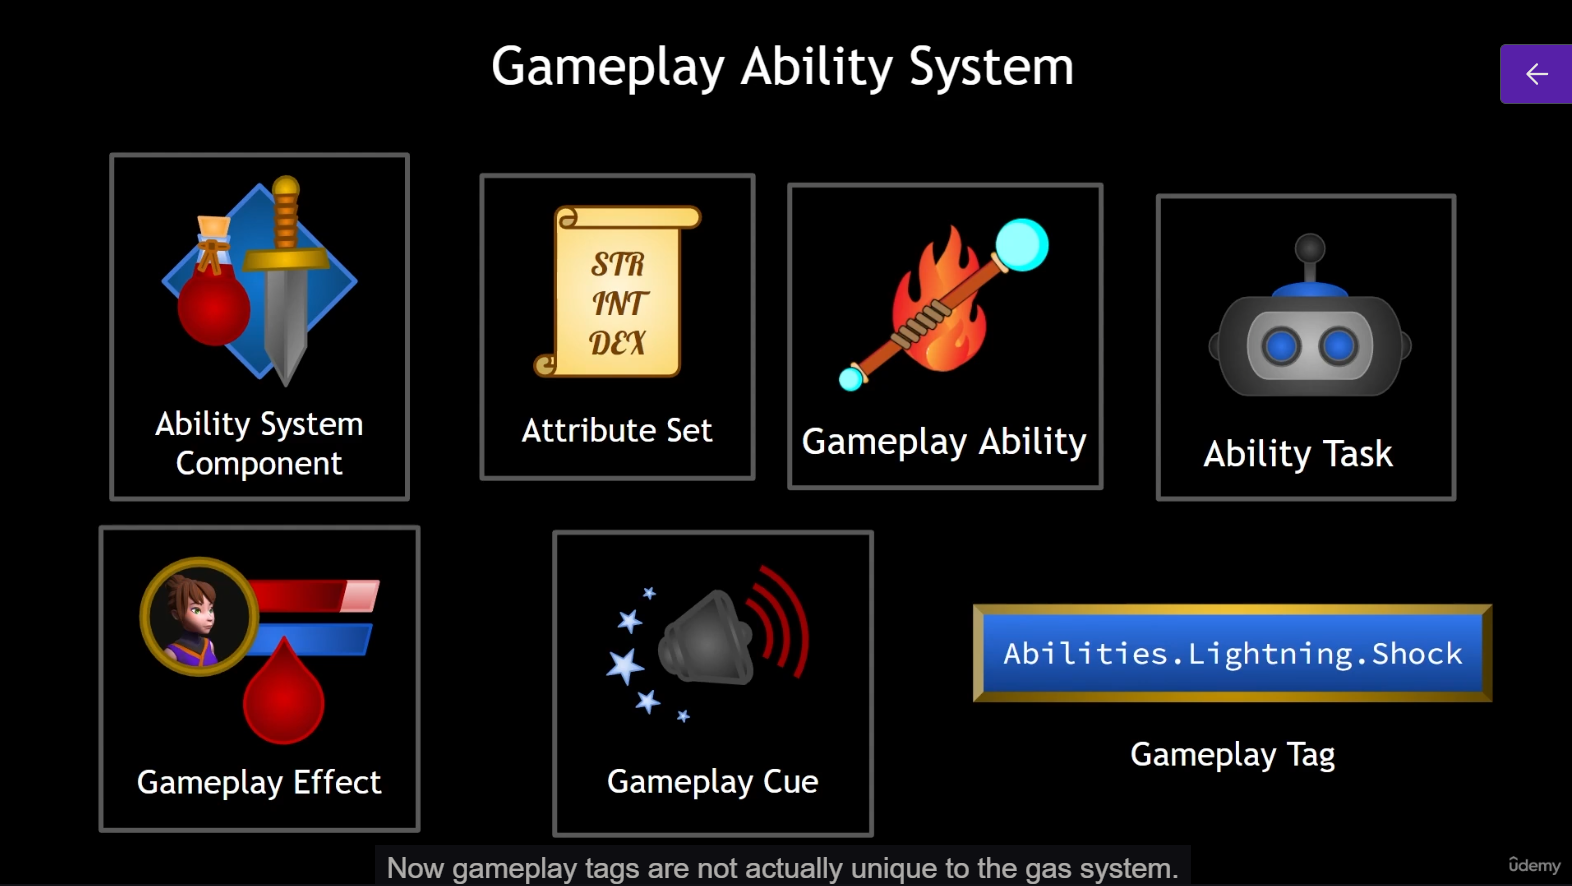 Gameplay Ability System
STR
INT
DEX
Ability System
Component
Attribute Set
Gameplay Ability
Ability Task
Gameplay Effect
Gameplay Cue
Abilities.Lightning.Shock
Gameplay Tag
Now gameplay tags are not actually unique to the gas system.
ûdemy